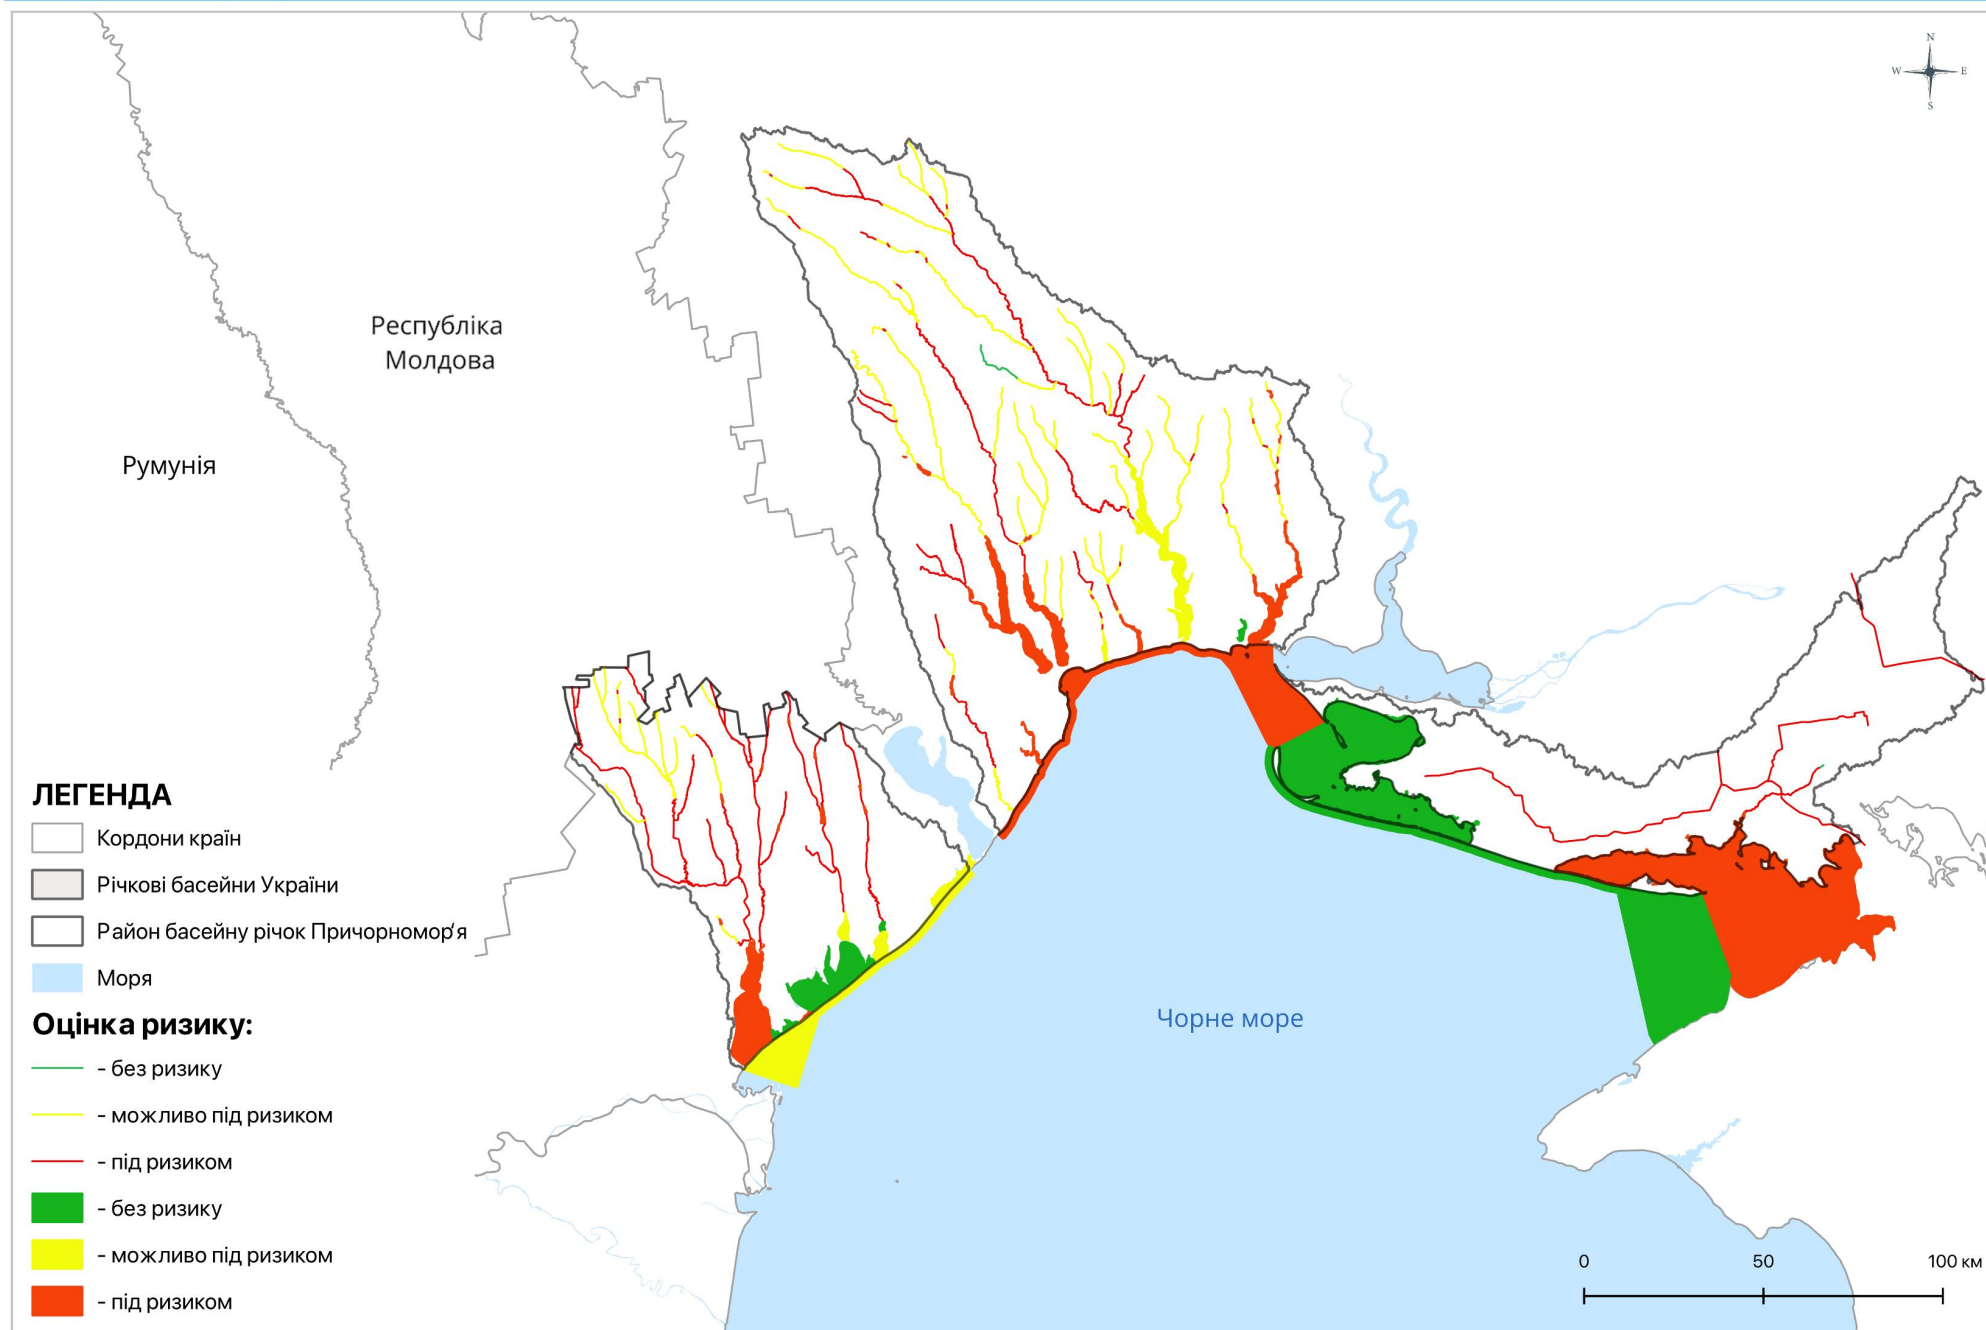 N
W E
S
Республіка
Молдова
Румунія
ЛЕГЕНДА
Кордони країн
Річкові басейни України
Район басейну річок Причорномор'я
Моря
Оцінка ризику:
- без ризику
- можливо під ризиком
- під ризиком
- без ризику
- можливо під ризиком
- під ризиком
Чорне море
0 50 100 км